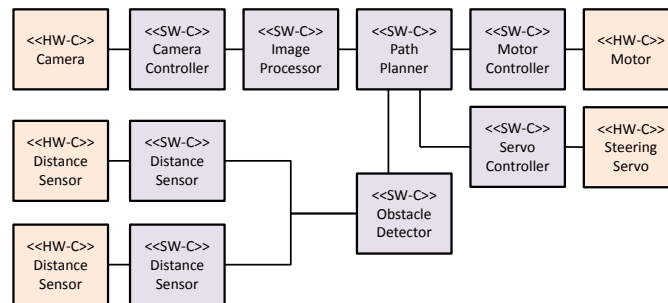 <<HW-C>>
Camera
<<SW-C>>
Camera
Controller
<<SW-C>>
Image
Processor
<<SW-C>>
Path
Planner
<<SW-C>>
Motor
Controller
<<HW-C>>
Motor
<<HW-C>>
Distance
Sensor
<<SW-C>>
Distance
Sensor
<<SW-C>>
Servo
Controller
<<HW-C>>
Steering
Servo
<<SW-C>>
Obstacle
Detector
<<HW-C>>
Distance
Sensor
<<SW-C>>
Distance
Sensor